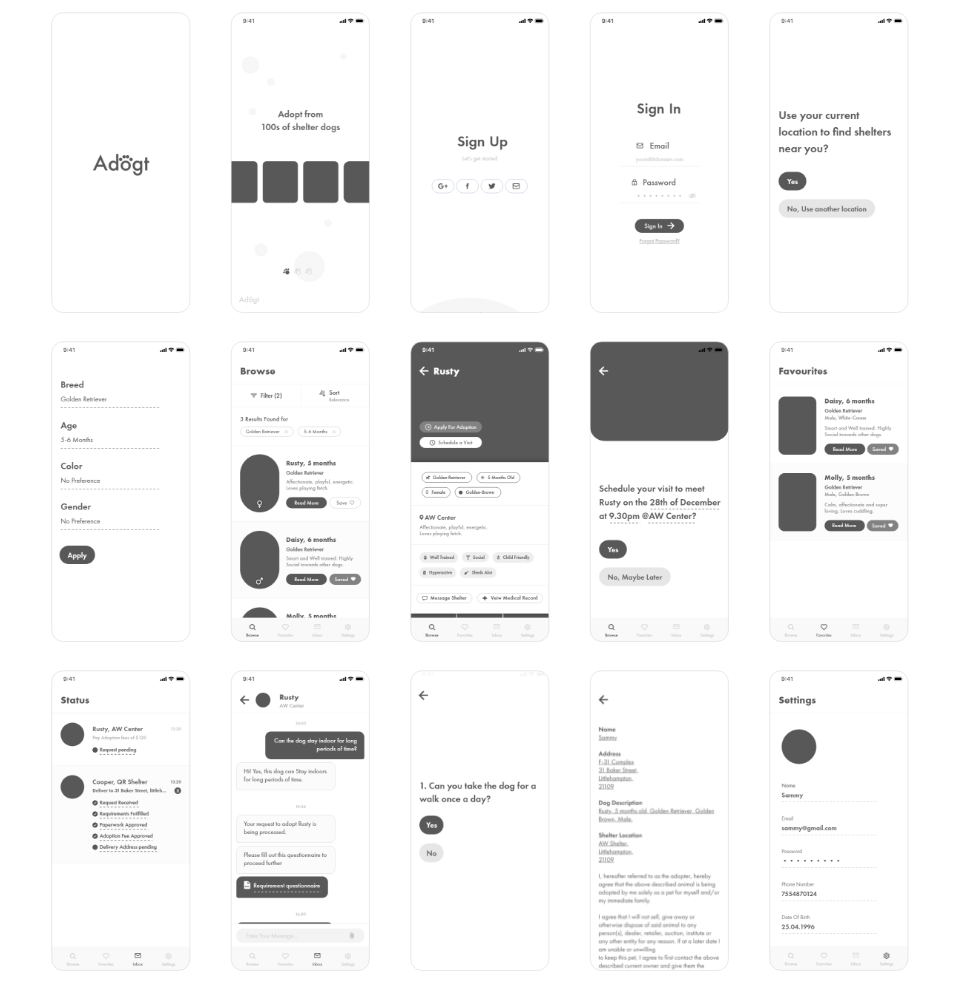 Adogt
9:41
Adopt from
100s of shelter dogs
Adogt
9:41
Sign Up
Let's get started
G+
f
9:41
Sign In
Email
yours@domain.com
Password
Sign In
Forgot Password?
9:41
Use your current
location to find shelters
near you?
Yes
No, Use another location
9:41
Breed
Golden Retriever
Age
5-6 Months
Color
No Preference
Gender
No Preference
Apply
9:41
Browse
Filter (2)
Sort
Relevance
3 Results Found for
Golden Retriever
5-6 Months
Rusty, 5 months
Golden Retriever
Affectionate, playful, energetic.
Loves playing fetch.
Read More
Save
Daisy, 6 months
Golden Retriever
Smart and Well trained. Highly
Social towards other dogs.
Read More
Saved
Molly, 5 months
Browse
Favorites
Inbox
Settings
9:41
Rusty
Apply For Adoption
Schedule a Visit
Golden Retriever
5 Months Old
Female
Golden-Brown
AW Center
Affectionate, playful, energetic.
Loves playing fetch.
Well Trained
Social
Child Friendly
Hyperactive
Message Shelter
View Medical Record
Browse
Favorites
Inbox
Settings
Schedule your visit to meet
Rusty on the 28th of December
at 9.30pm @AW Center?
Yes
No, Maybe Later
Browse
Favorites
Inbox
Settings
9:41
Favourites
Daisy, 6 months
Golden Retriever
Male, White-Cream
Smart and Well trained. Highly
Social towards other dogs.
Read More
Saved
Molly, 5 months
Golden Retriever
Male, Golden Brown
Calm, affectionate and super
loving. Loves cuddling.
Read More
Saved
Browse
Favorites
Inbox
Settings
9:41
Status
Rusty, AW Center
Pay Adoption fees of $120
Request pending
Cooper, QR Shelter
Deliver to 31 Baker Street, littleh...
Request Received
Requirements Fullfilled
Paperwork Approved
Adoption Fee Approved
Delivery Address pending
Browse
Favorites
Inbox
Settings
9:41
Rusty
AW Center
Can the dog stay indoor for long
periods of time?
Hi! Yes, this dog can Stay indoors
for long periods of time.
Your request to adopt Rusty is
being processed.
Please fill out this questionnaire to
proceed further
Requirement questionnaire
Enter Your Message...
Browse
Favorites
Inbox
Settings
9:41
1. Can you take the dog for a
walk once a day?
Yes
No
Name
Sammy
Address
F-31 Complex
31 Baker Street,
Littlehampton,
21109
Dog Description
Rusty, 5 months old, Golden Retriever, Golden
Brown, Male.
Shelter Location
AW Shelter,
Littlehampton,
21109
I, hereafter referred to as the adopter, hereby
agree that the above described animal is being
adopted by me solely as a pet for myself and/or
my immediate family.
I agree that I will not sell, give away or
otherwise dispose of said animal to any
person(s), dealer, retailer, auction, institute or
any other entity for any reason. If at a later date I
am unable or unwilling
to keep this pet, I agree to first contact the above
described current owner and give them the
9:41
Settings
Name
Sammy
Email
sammy@gmail.com
Password
Phone Number
7554870124
Date Of Birth
25.04.1996
Browse
Favorites
Inbox
Settings